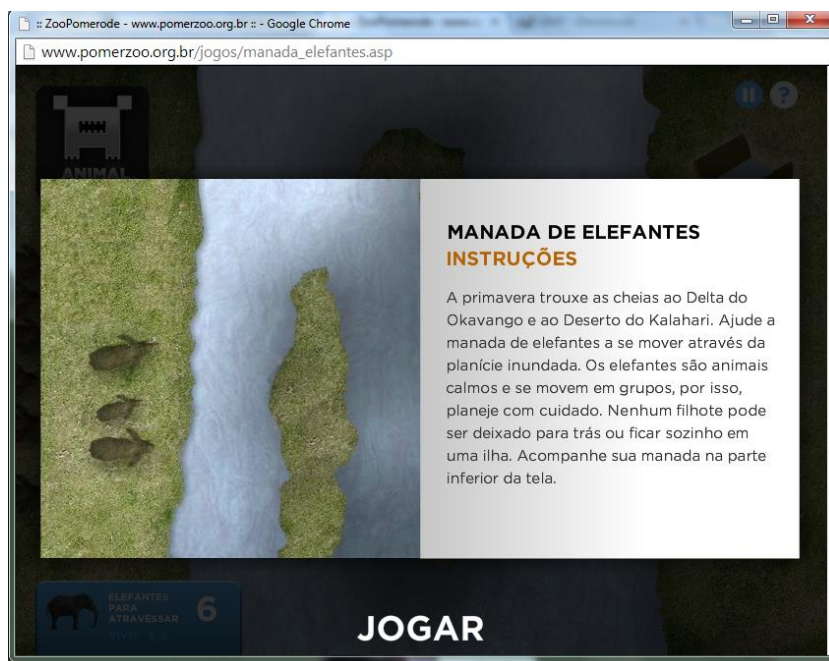 :: ZooPomerode - www.pomerzoo.org.br :: - Google Chrome
www.pomerzoo.org.br/jogos/manada_elefantes.asp
ANIMAL
MANADA DE ELEFANTES
INSTRUÇÕES
A primavera trouxe as cheias ao Delta do
Okavango e ao Deserto do Kalahari. Ajude a
manada de elefantes a se mover através da
planície inundada. Os elefantes são animais
calmos e se movem em grupos, por isso,
planeje com cuidado. Nenhum filhote pode
ser deixado para trás ou ficar sozinho em
uma ilha. Acompanhe sua manada na parte
inferior da tela.
ELEFANTES
PARA
ATRAVESSAR
6
JOGAR